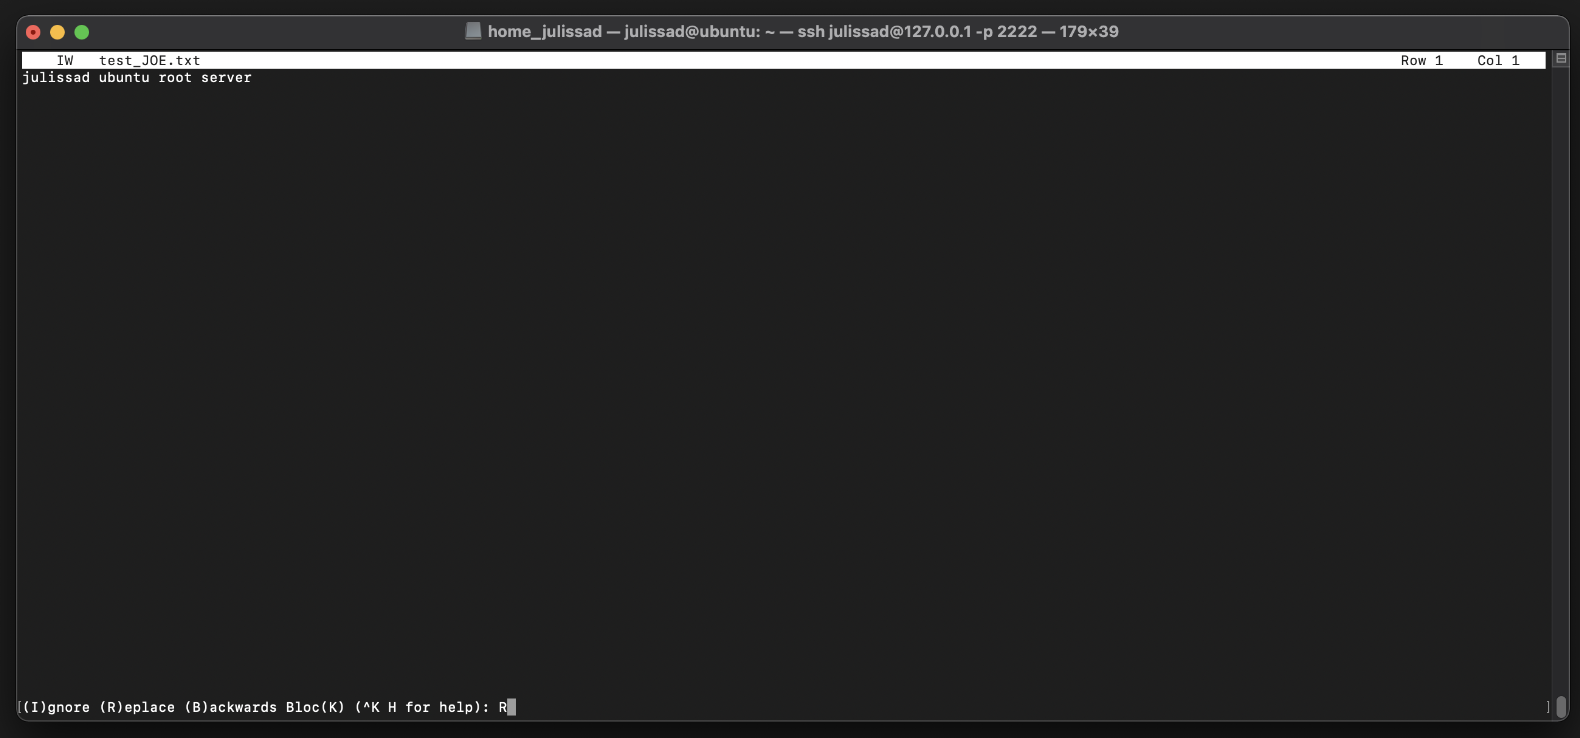 home_julissad — julissad@ubuntu: ~ — ssh julissad@127.0.0.1 -p 2222 — 179×39
IW test_JOE.txt Row 1 Col 1
julissad ubuntu root server
[(I)gnore (R)eplace (B)ackwards Bloc(K) (^K H for help): R ]